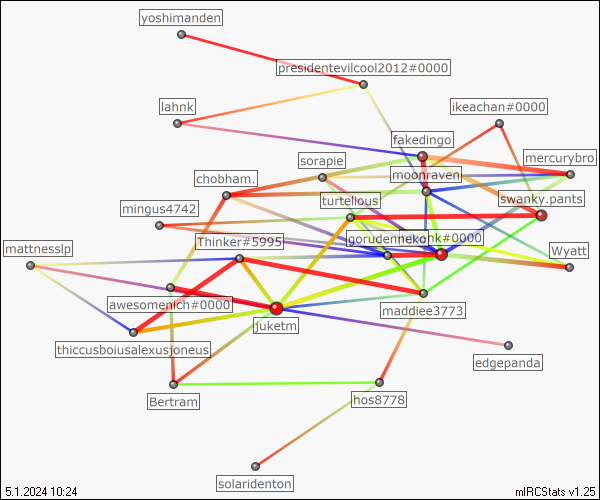 yoshimanden
presidentevilcool2012#0000
lahnk
ikeachan#0000
fakedingo
sorapie
mercurybro
moonraven
chobham.
turtelious
swanky.pants
mingus4742
gorudenneko
nk#0000
Thinker#5995
mattnesslp
Wyatt
awesomenich#0000
maddiee3773
juketm
thiccusboiusalexusjoneus
edgepanda
Bertram
hos8778
solaridenton
5.1.2024 10:24
mIRCStats v1.25